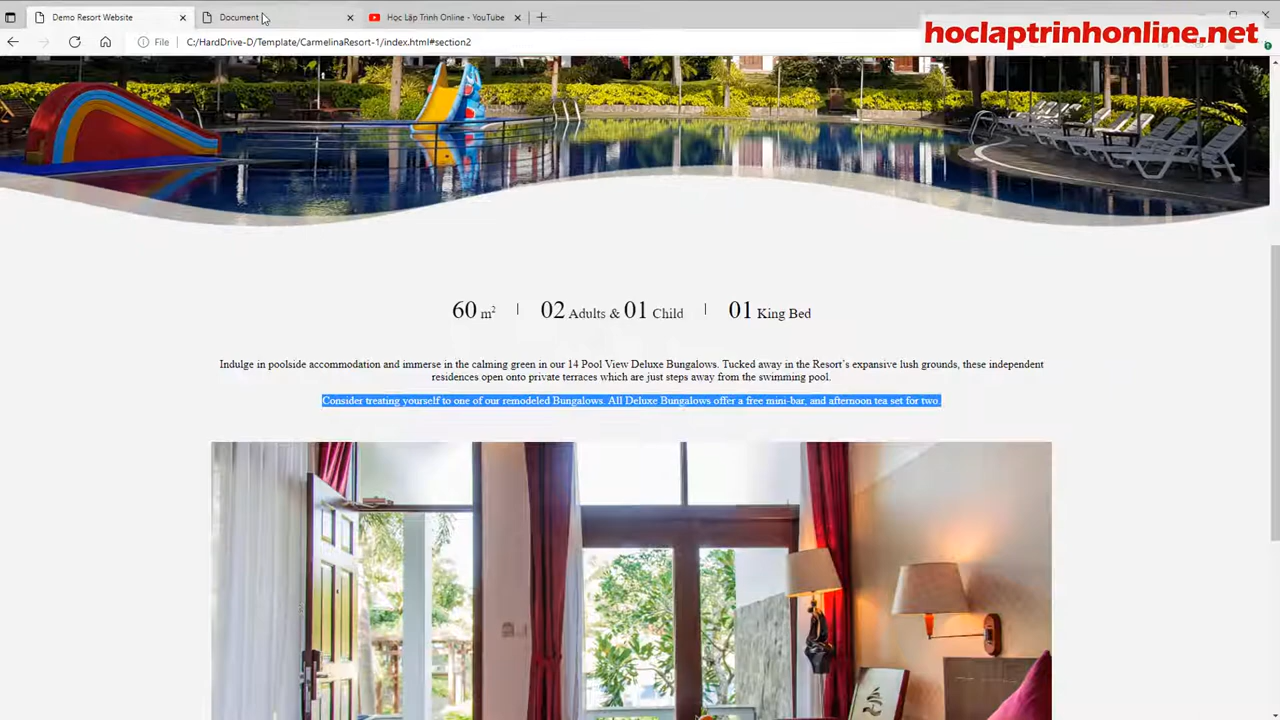 Demo Resort Website
Document
Học Lập Trình Online - YouTube
File
C:/HardDrive-D/Template/CarmelinaResort-1/index.html#section2
hoclaptrinhonline.net
60 m² | 02 Adults & 01 Child | 01 King Bed
Indulge in poolside accommodation and immerse in the calming green in our 14 Pool View Deluxe Bungalows. Tucked away in the Resort’s expansive lush grounds, these independent
residences open onto private terraces which are just steps away from the swimming pool.
Consider treating yourself to one of our remodeled Bungalows. All Deluxe Bungalows offer a free mini-bar, and afternoon tea set for two.